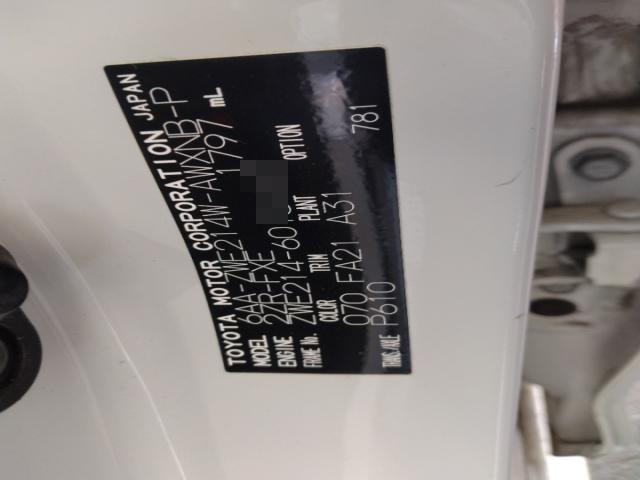 TOYOTA MOTOR CORPORATION JAPAN
MODEL 6AA-ZWE214W-AWXNB-P
ENGINE 2ZR-FXE 1797 mL
FRAME No. ZWE214-601
COLOR TRIM PLANT OPTION
070 FA21 A31 781
TRNS/AXLE P610